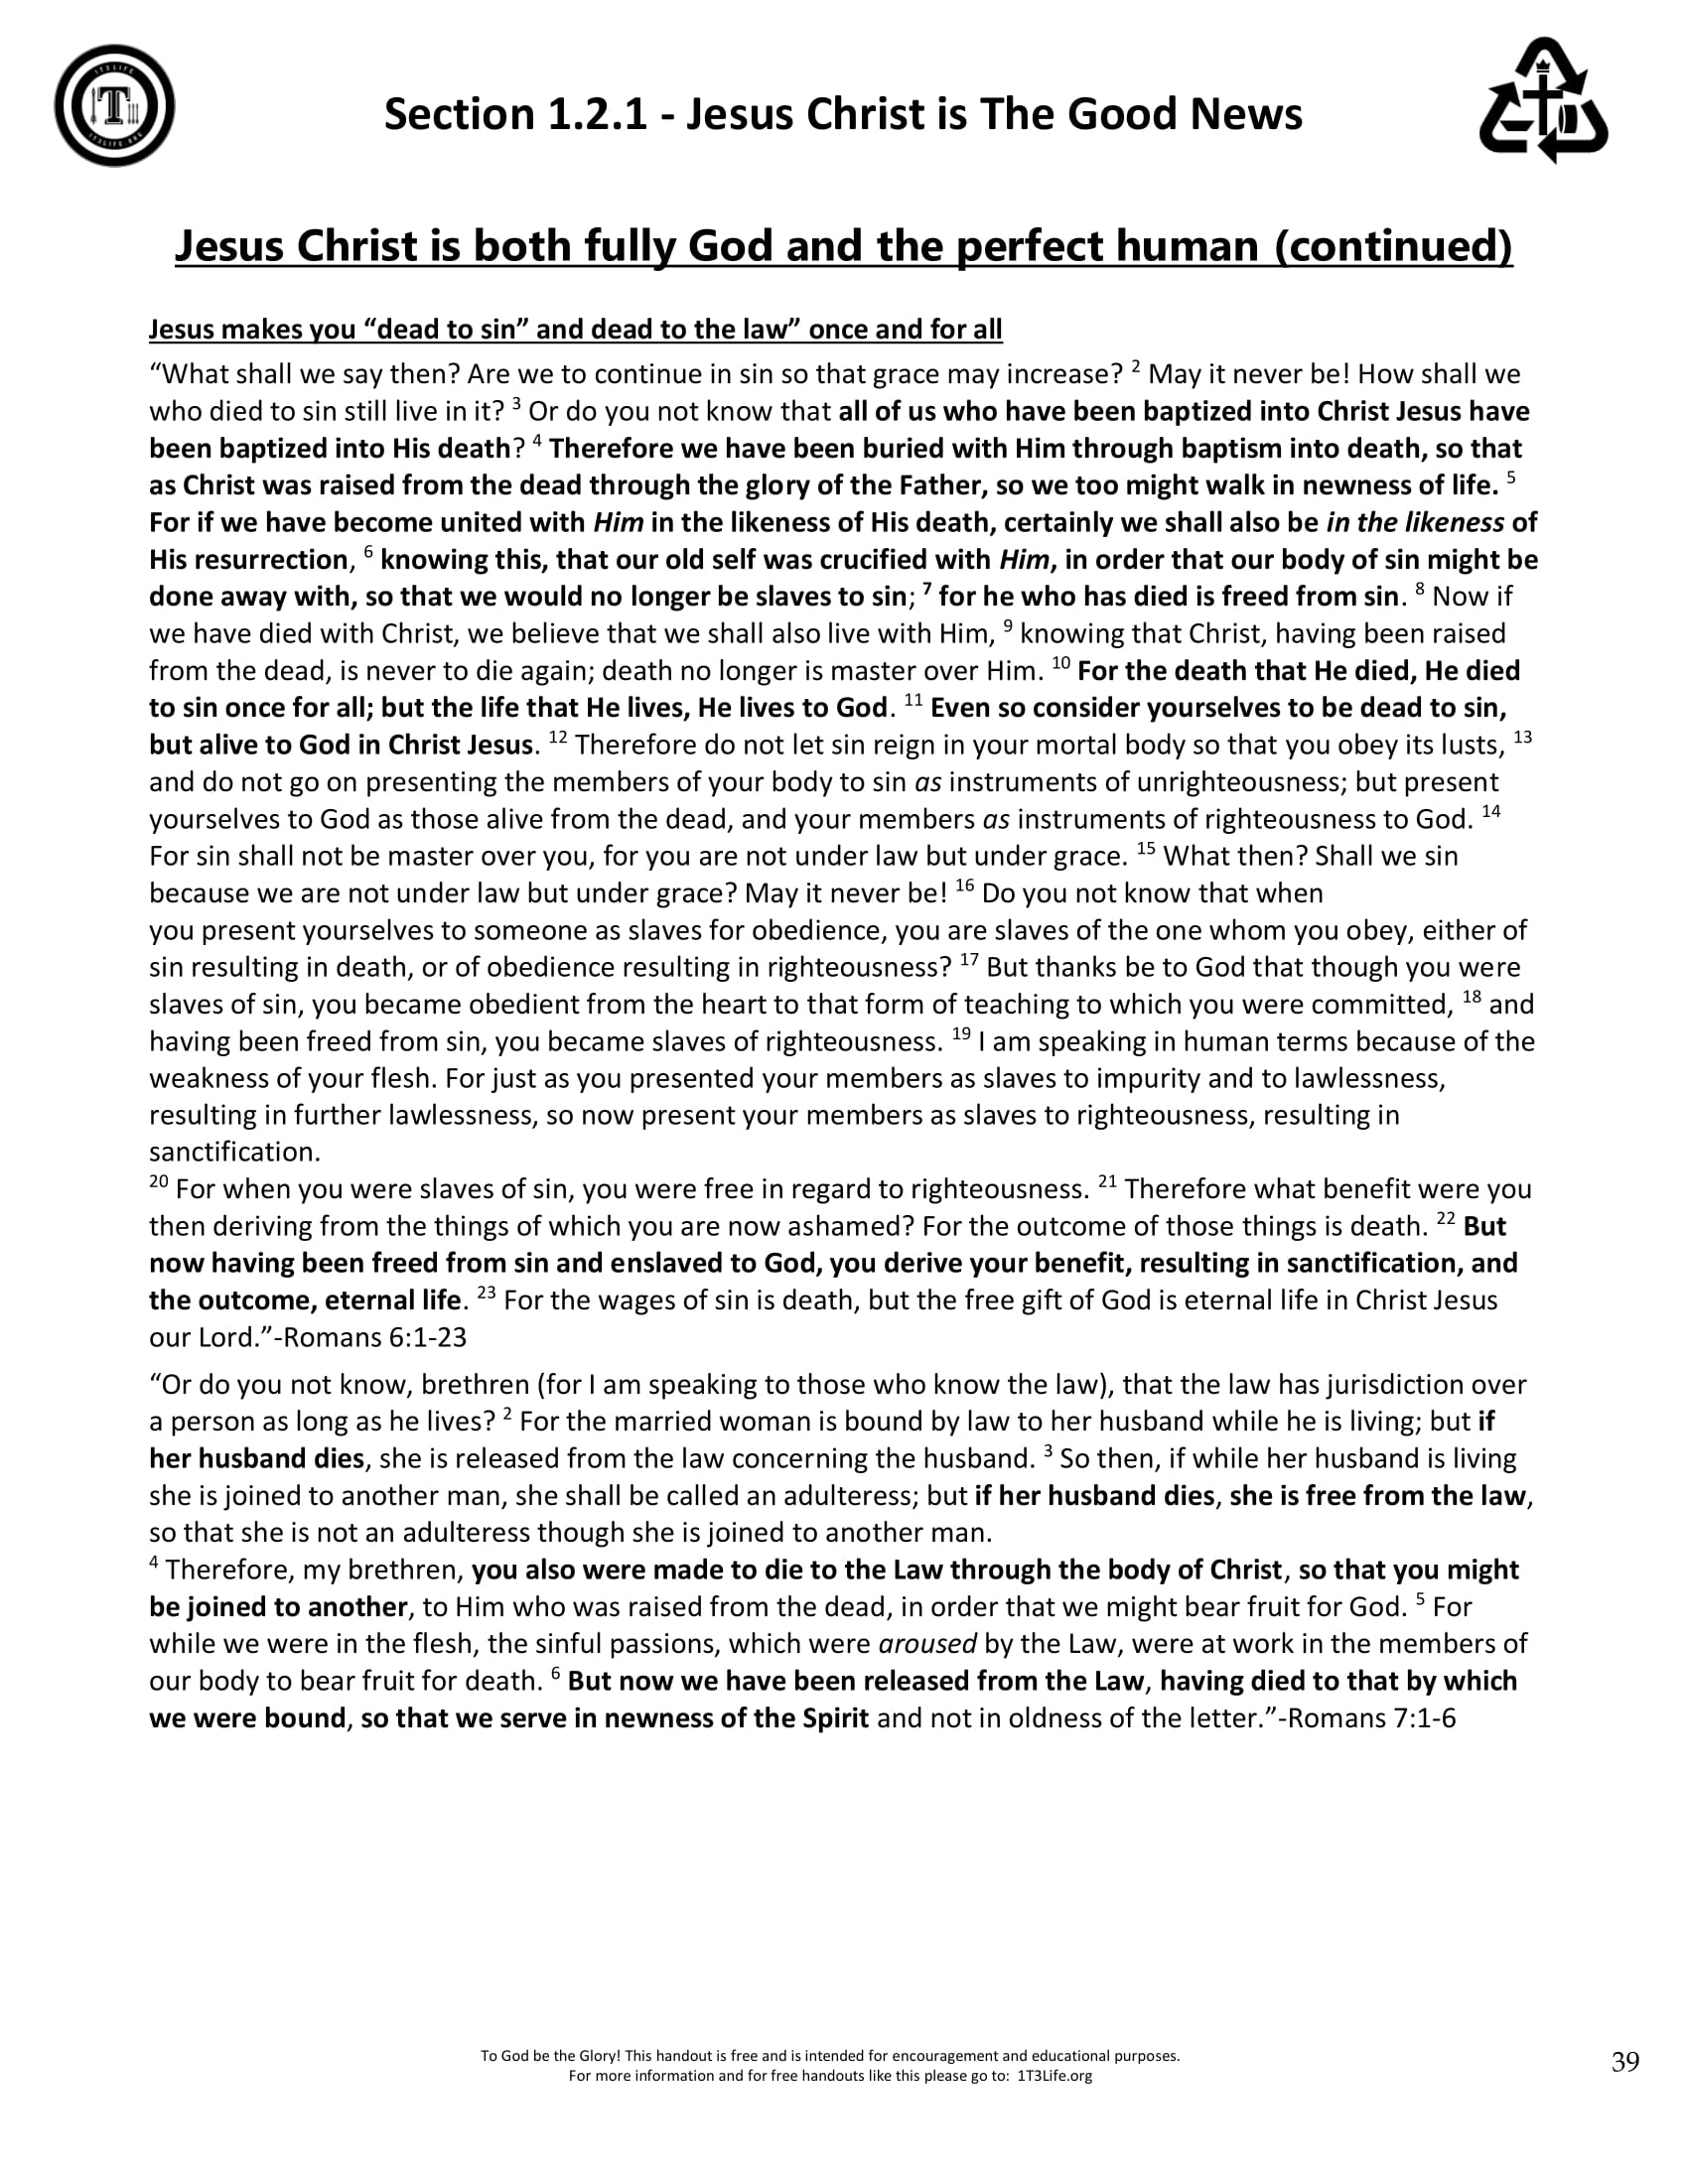 Section 1.2.1 - Jesus Christ is The Good News
Jesus Christ is both fully God and the perfect human (continued)
Jesus makes you “dead to sin” and dead to the law” once and for all
“What shall we say then? Are we to continue in sin so that grace may increase? 2 May it never be! How shall we
who died to sin still live in it? 3 Or do you not know that all of us who have been baptized into Christ Jesus have
been baptized into His death? 4 Therefore we have been buried with Him through baptism into death, so that
as Christ was raised from the dead through the glory of the Father, so we too might walk in newness of life. 5
For if we have become united with Him in the likeness of His death, certainly we shall also be in the likeness of
His resurrection, 6 knowing this, that our old self was crucified with Him, in order that our body of sin might be
done away with, so that we would no longer be slaves to sin; 7 for he who has died is freed from sin. 8 Now if
we have died with Christ, we believe that we shall also live with Him, 9 knowing that Christ, having been raised
from the dead, is never to die again; death no longer is master over Him. 10 For the death that He died, He died
to sin once for all; but the life that He lives, He lives to God. 11 Even so consider yourselves to be dead to sin,
but alive to God in Christ Jesus. 12 Therefore do not let sin reign in your mortal body so that you obey its lusts, 13
and do not go on presenting the members of your body to sin as instruments of unrighteousness; but present
yourselves to God as those alive from the dead, and your members as instruments of righteousness to God. 14
For sin shall not be master over you, for you are not under law but under grace. 15 What then? Shall we sin
because we are not under law but under grace? May it never be! 16 Do you not know that when
you present yourselves to someone as slaves for obedience, you are slaves of the one whom you obey, either of
sin resulting in death, or of obedience resulting in righteousness? 17 But thanks be to God that though you were
slaves of sin, you became obedient from the heart to that form of teaching to which you were committed, 18 and
having been freed from sin, you became slaves of righteousness. 19 I am speaking in human terms because of the
weakness of your flesh. For just as you presented your members as slaves to impurity and to lawlessness,
resulting in further lawlessness, so now present your members as slaves to righteousness, resulting in
sanctification.
20 For when you were slaves of sin, you were free in regard to righteousness. 21 Therefore what benefit were you
then deriving from the things of which you are now ashamed? For the outcome of those things is death. 22 But
now having been freed from sin and enslaved to God, you derive your benefit, resulting in sanctification, and
the outcome, eternal life. 23 For the wages of sin is death, but the free gift of God is eternal life in Christ Jesus
our Lord.”-Romans 6:1-23
“Or do you not know, brethren (for I am speaking to those who know the law), that the law has jurisdiction over
a person as long as he lives? 2 For the married woman is bound by law to her husband while he is living; but if
her husband dies, she is released from the law concerning the husband. 3 So then, if while her husband is living
she is joined to another man, she shall be called an adulteress; but if her husband dies, she is free from the law,
so that she is not an adulteress though she is joined to another man.
4 Therefore, my brethren, you also were made to die to the Law through the body of Christ, so that you might
be joined to another, to Him who was raised from the dead, in order that we might bear fruit for God. 5 For
while we were in the flesh, the sinful passions, which were aroused by the Law, were at work in the members of
our body to bear fruit for death. 6 But now we have been released from the Law, having died to that by which
we were bound, so that we serve in newness of the Spirit and not in oldness of the letter.”-Romans 7:1-6
To God be the Glory! This handout is free and is intended for encouragement and educational purposes.
For more information and for free handouts like this please go to: 1T3Life.org
39